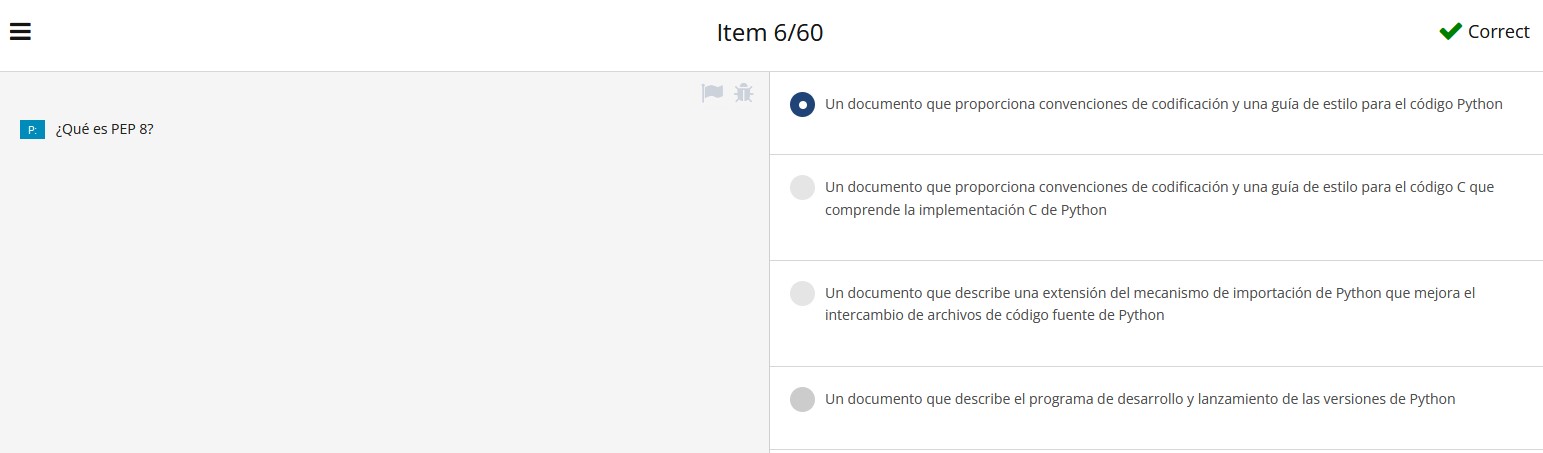 Item 6/60
Correct
P: ¿Qué es PEP 8?
Un documento que proporciona convenciones de codificación y una guía de estilo para el código Python
Un documento que proporciona convenciones de codificación y una guía de estilo para el código C que
comprende la implementación C de Python
Un documento que describe una extensión del mecanismo de importación de Python que mejora el
intercambio de archivos de código fuente de Python
Un documento que describe el programa de desarrollo y lanzamiento de las versiones de Python